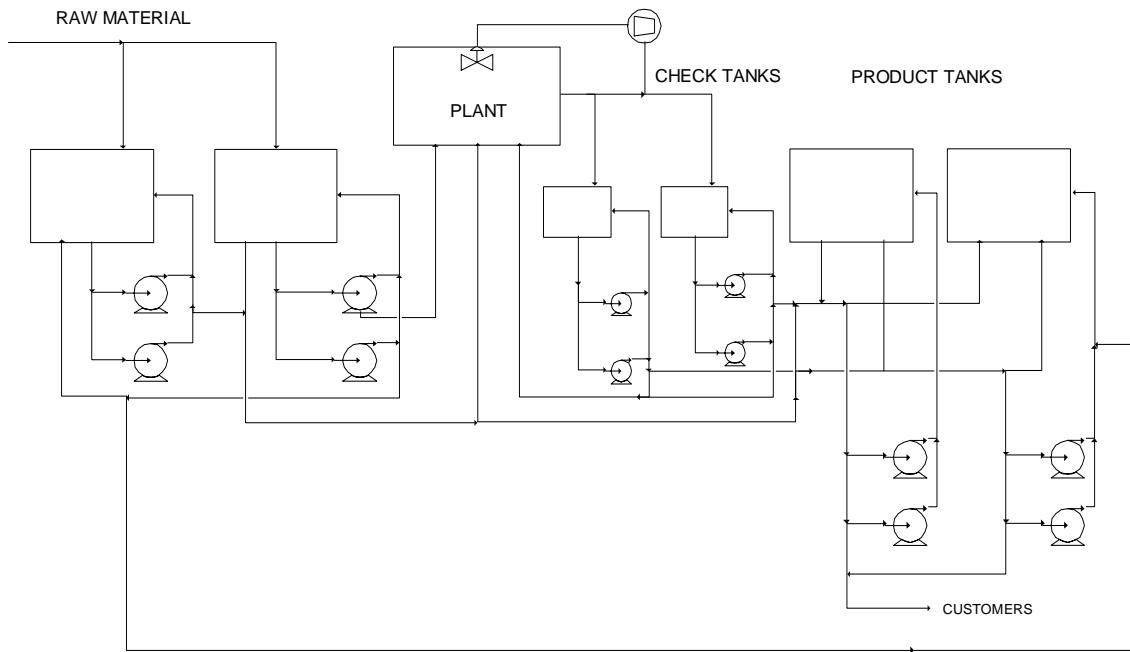 RAW MATERIAL
CHECK TANKS
PRODUCT TANKS
PLANT
CUSTOMERS